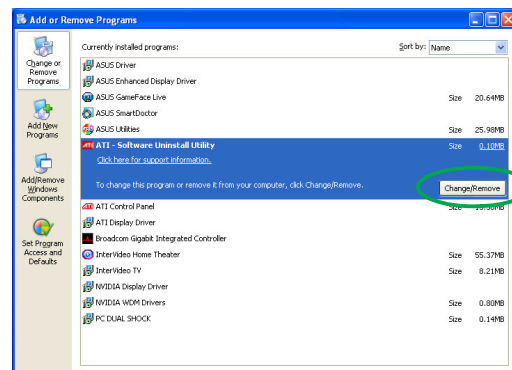 Add or Remove Programs
Change or Remove Programs
Add New Programs
Add/Remove Windows Components
Set Program Access and Defaults
Currently installed programs: Sort by: Name
ASUS Driver
ASUS Enhanced Display Driver
ASUS GameFace Live Size 20.64MB
ASUS SmartDoctor
ASUS Utilities Size 25.98MB
ATI - Software Uninstall Utility Size 0.10MB
Click here for support information.
To change this program or remove it from your computer, click Change/Remove. Change/Remove
ATI Control Panel Size
ATI Display Driver
Broadcom Gigabit Integrated Controller
InterVideo Home Theater Size 55.37MB
InterVideo TV Size 8.21MB
NVIDIA Display Driver
NVIDIA WDM Drivers Size 0.80MB
PC DUAL SHOCK Size 0.14MB